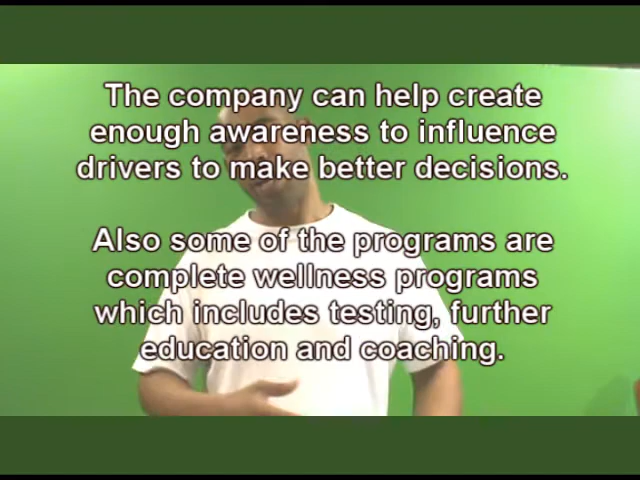 The company can help create
enough awareness to influence
drivers to make better decisions.
Also some of the programs are
complete wellness programs
which includes testing, further
education and coaching.